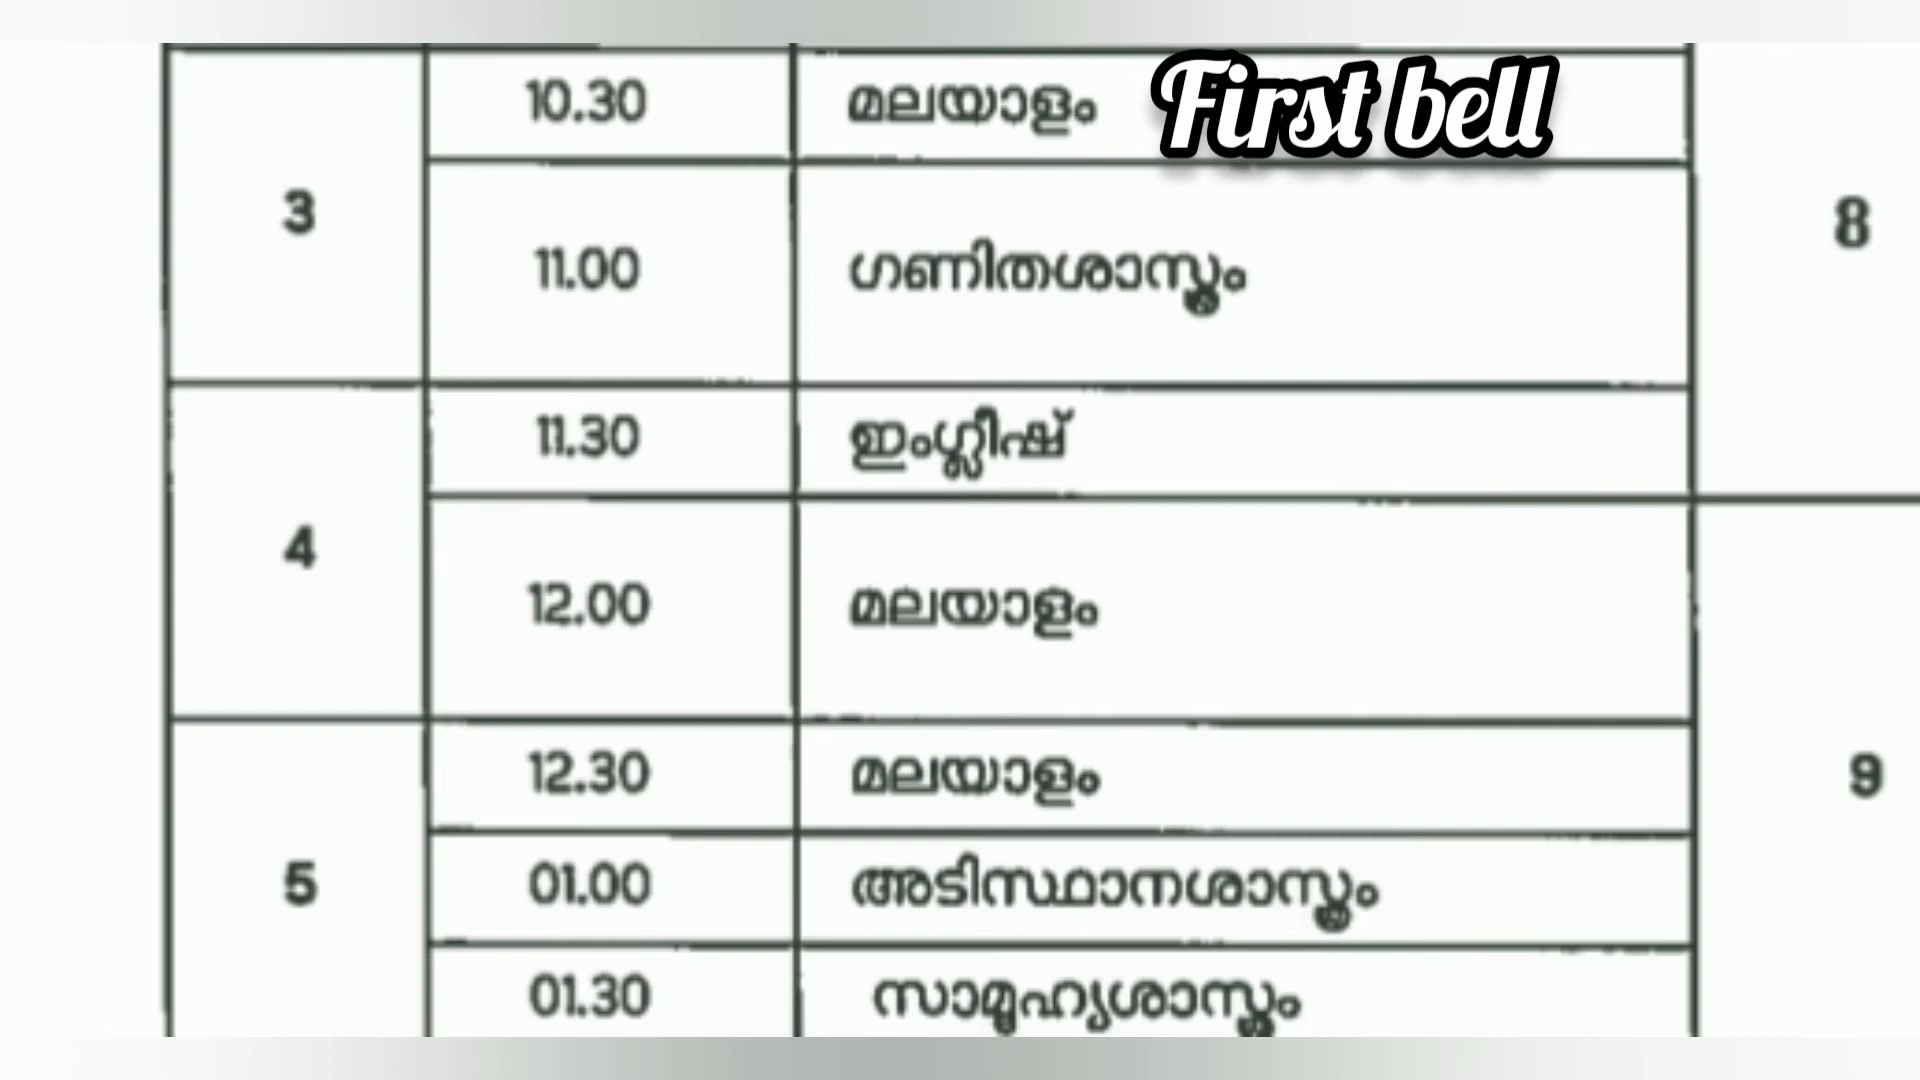 3 10.30 മലയാളം First bell
11.00 ഗണിതശാസ്ത്രം 8
4 11.30 ഇംഗ്ലീഷ്
12.00 മലയാളം
5 12.30 മലയാളം 9
01.00 അടിസ്ഥാനശാസ്ത്രം
01.30 സാമൂഹ്യശാസ്ത്രം